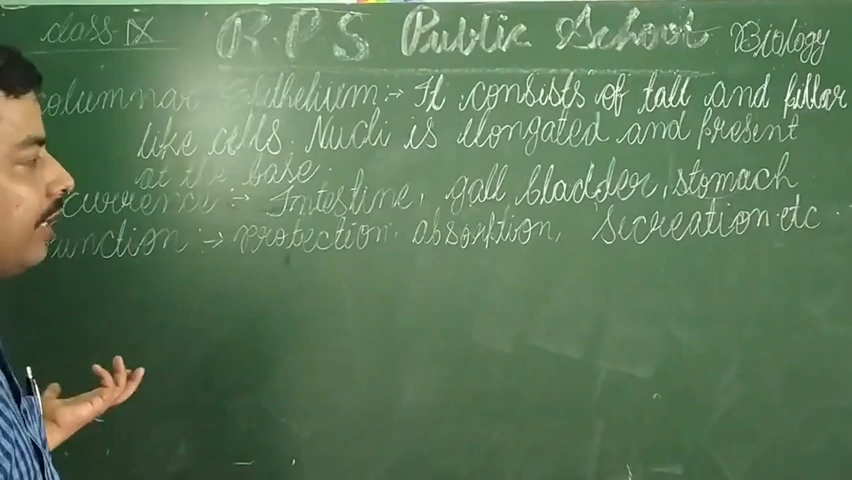 class IX R.P.S Public School Biology
columnar Epithelium :- It consists of tall and pillar
like cells. Nucli is elongated and present
at the base.
currence :- Intestine, gall bladder, stomach
function :- protection, absorbtion, Secreation etc